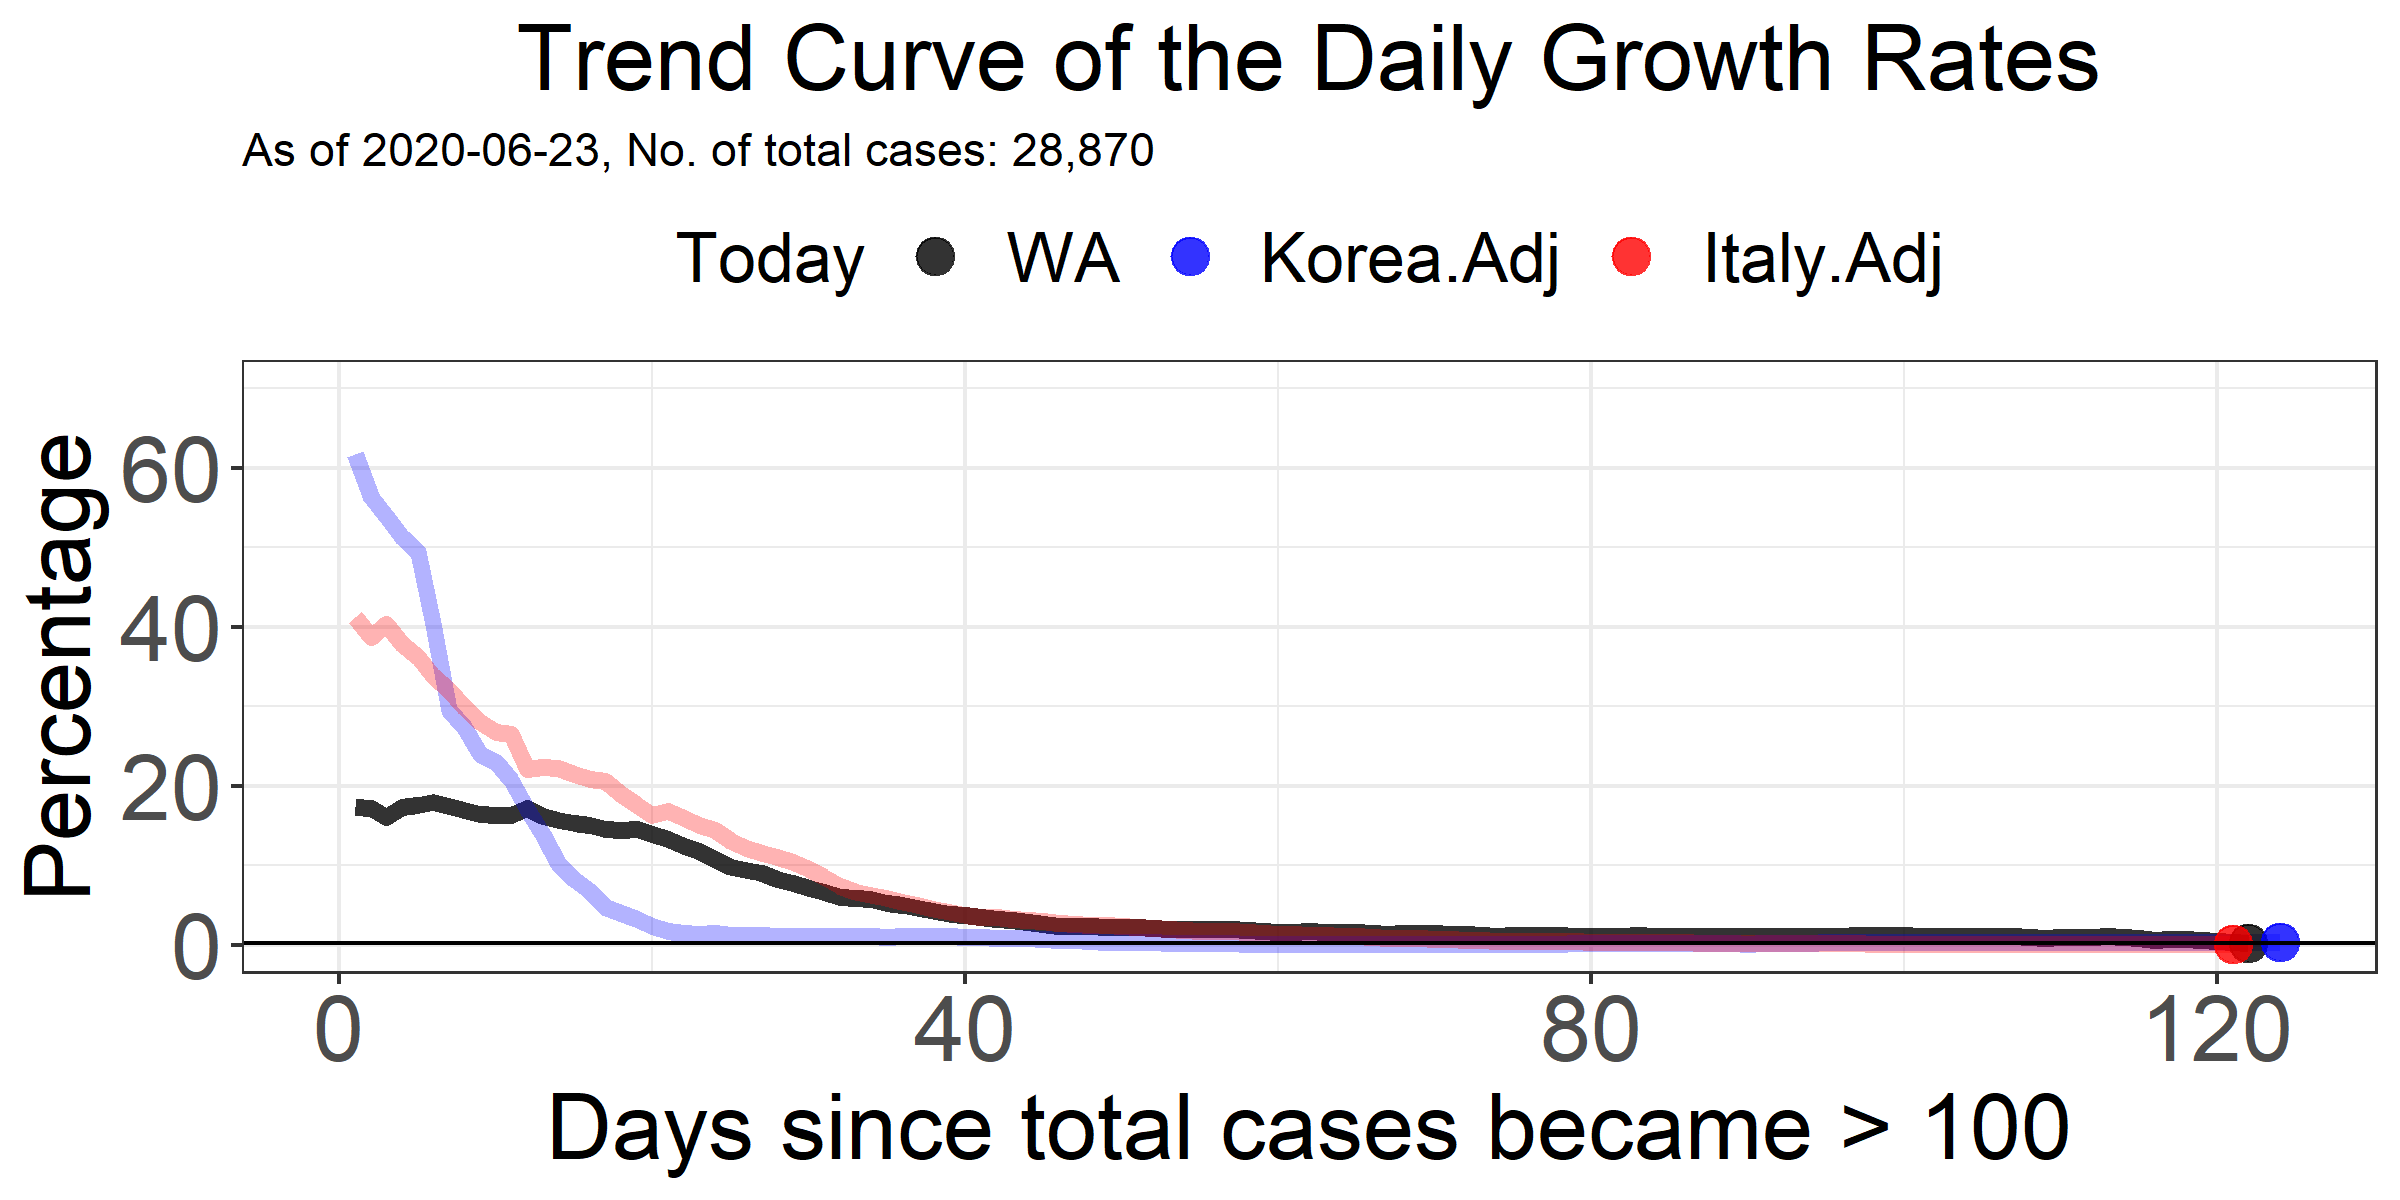 Trend Curve of the Daily Growth Rates
As of 2020-06-23, No. of total cases: 28,870
Today WA Korea.Adj Italy.Adj
Percentage
60
40
20
0
0 40 80 120
Days since total cases became > 100